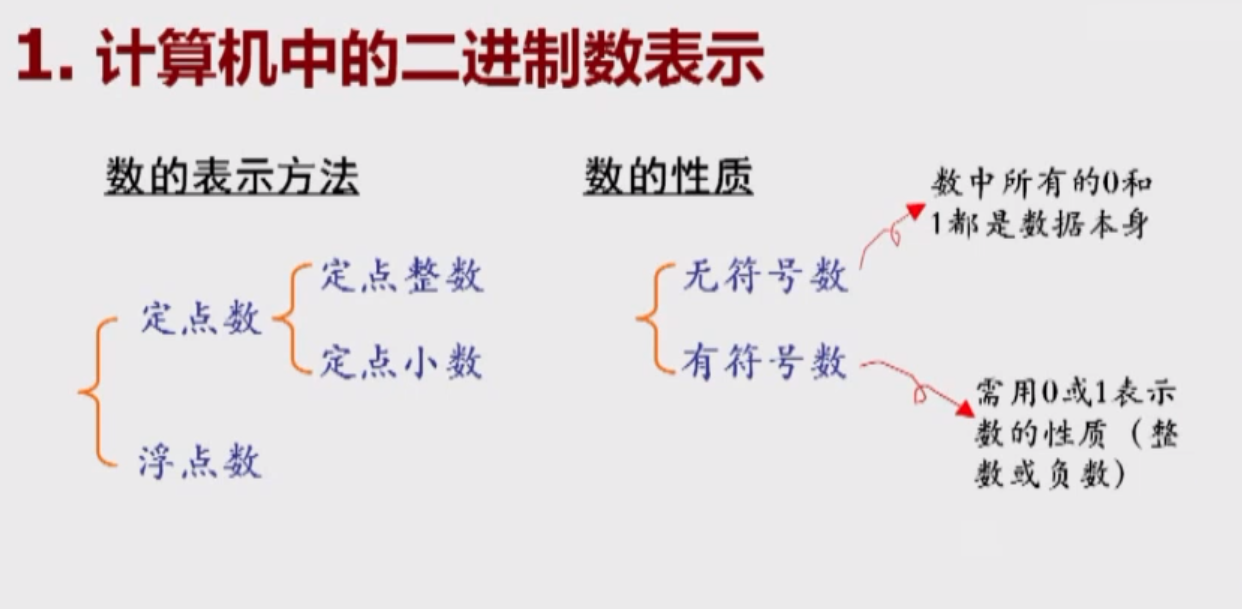 1. 计算机中的二进制数表示
数的表示方法
定点数
定点整数
定点小数
浮点数
数的性质
无符号数
数中所有的0和
1都是数据本身
有符号数
需用0或1表示
数的性质（整
数或负数）